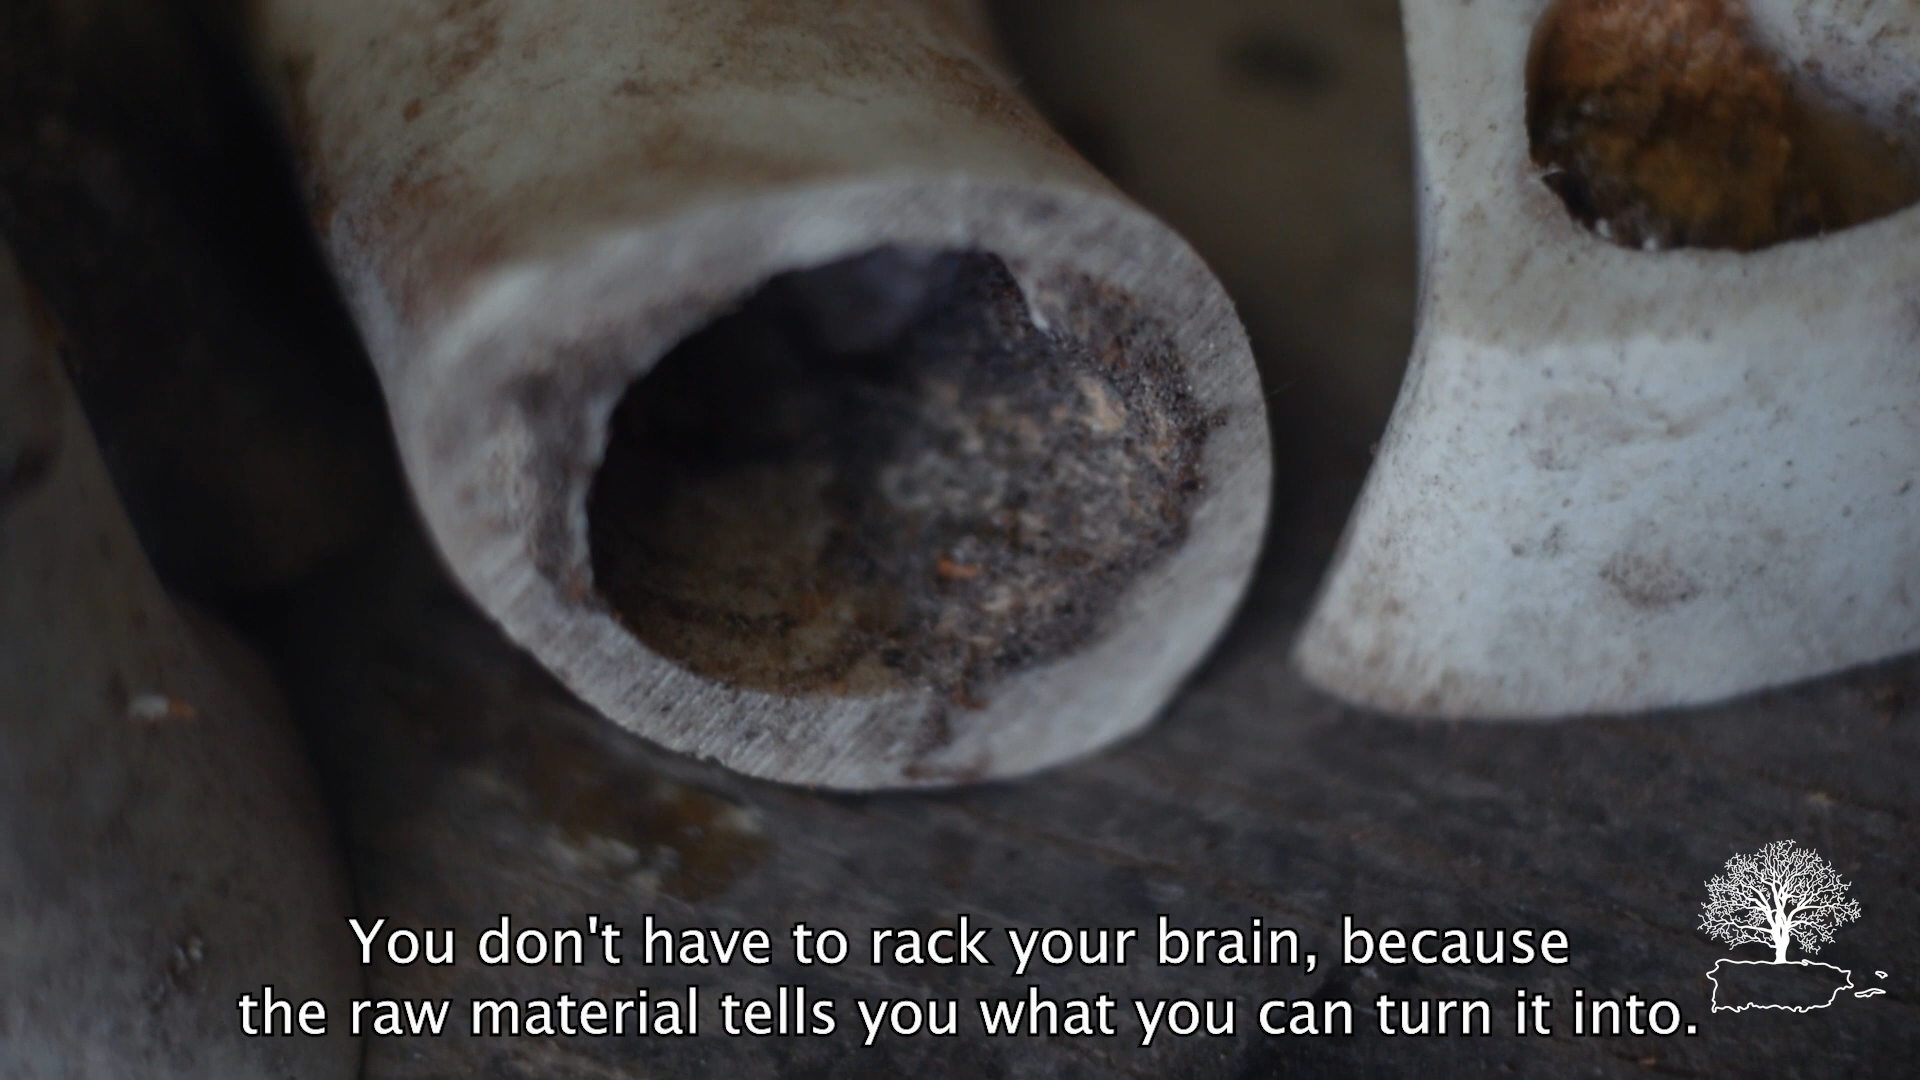 You don't have to rack your brain, because
the raw material tells you what you can turn it into.